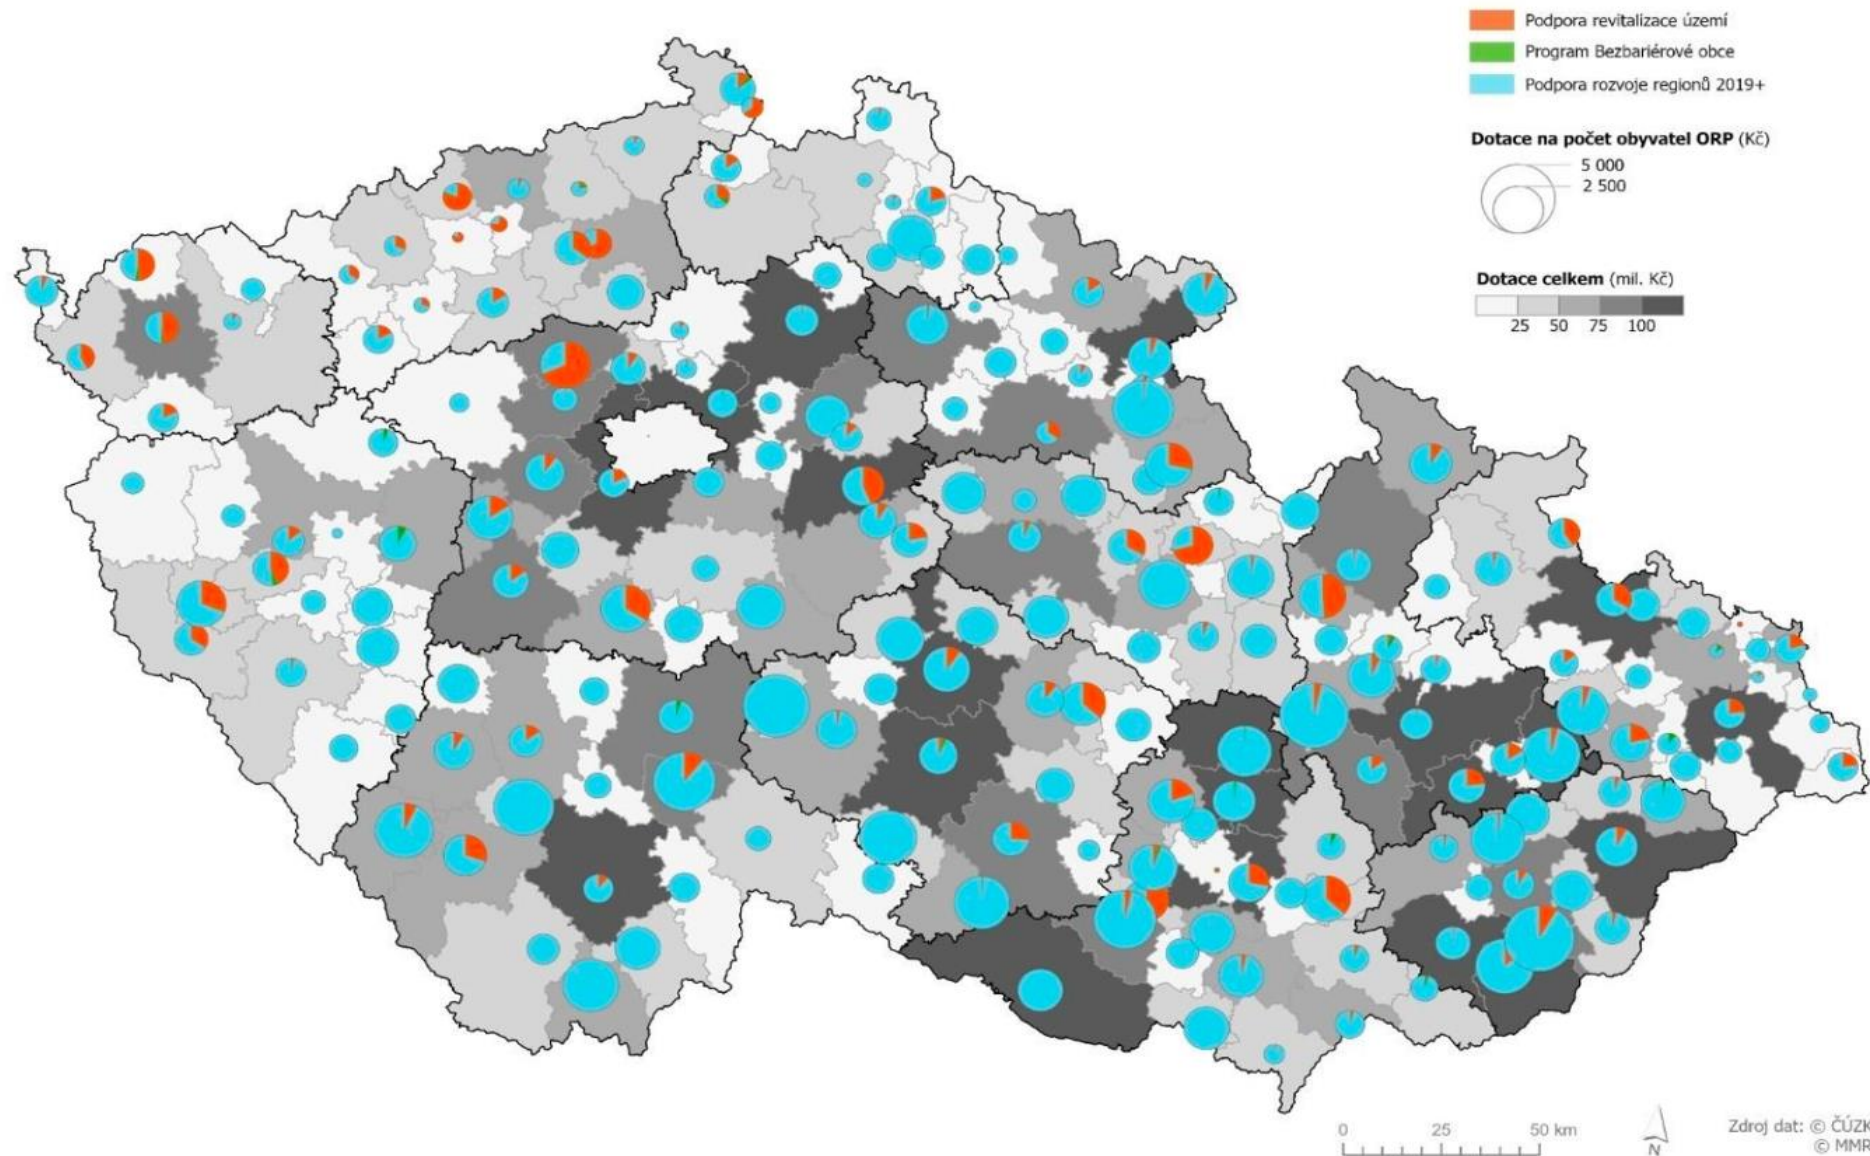 Podpora revitalizace území
Program Bezbariérové obce
Podpora rozvoje regionů 2019+
Dotace na počet obyvatel ORP (Kč)
5 000
2 500
Dotace celkem (mil. Kč)
25 50 75 100
0 25 50 km
N
Zdroj dat: © ČÚZK
© MMR